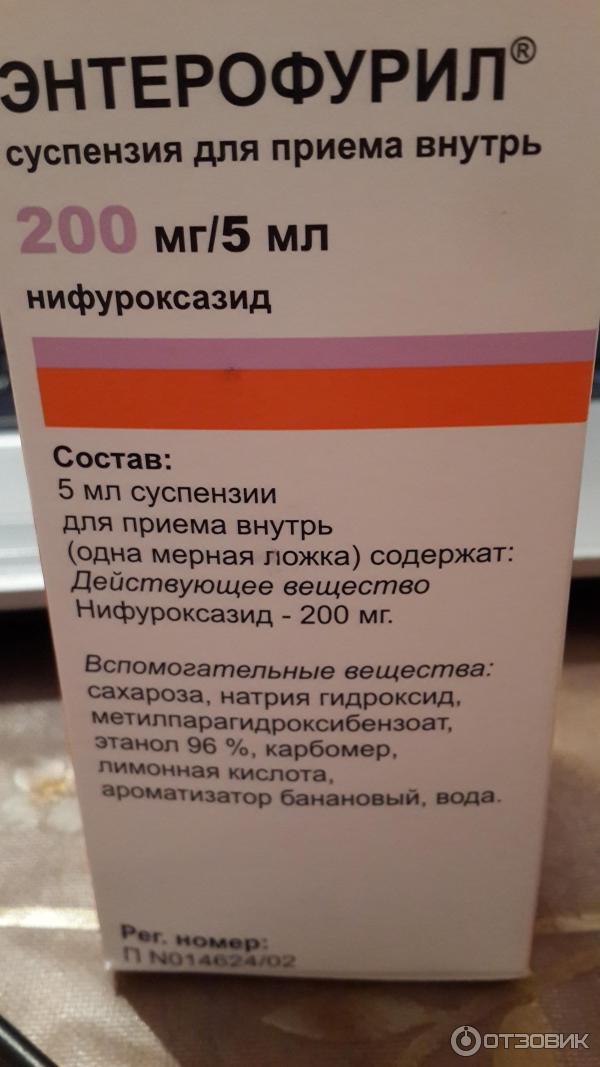 ЭНТЕРОФУРИЛ®
суспензия для приема внутрь
200 мг/5 мл
нифуроксазид
Состав:
5 мл суспензии
для приема внутрь
(одна мерная ложка) содержат:
Действующее вещество
Нифуроксазид - 200 мг.
Вспомогательные вещества:
сахароза, натрия гидроксид,
метилпарагидроксибензоат,
этанол 96 %, карбомер,
лимонная кислота,
ароматизатор банановый, вода.
Рег. номер:
П N014624/02
ОТЗОВИК